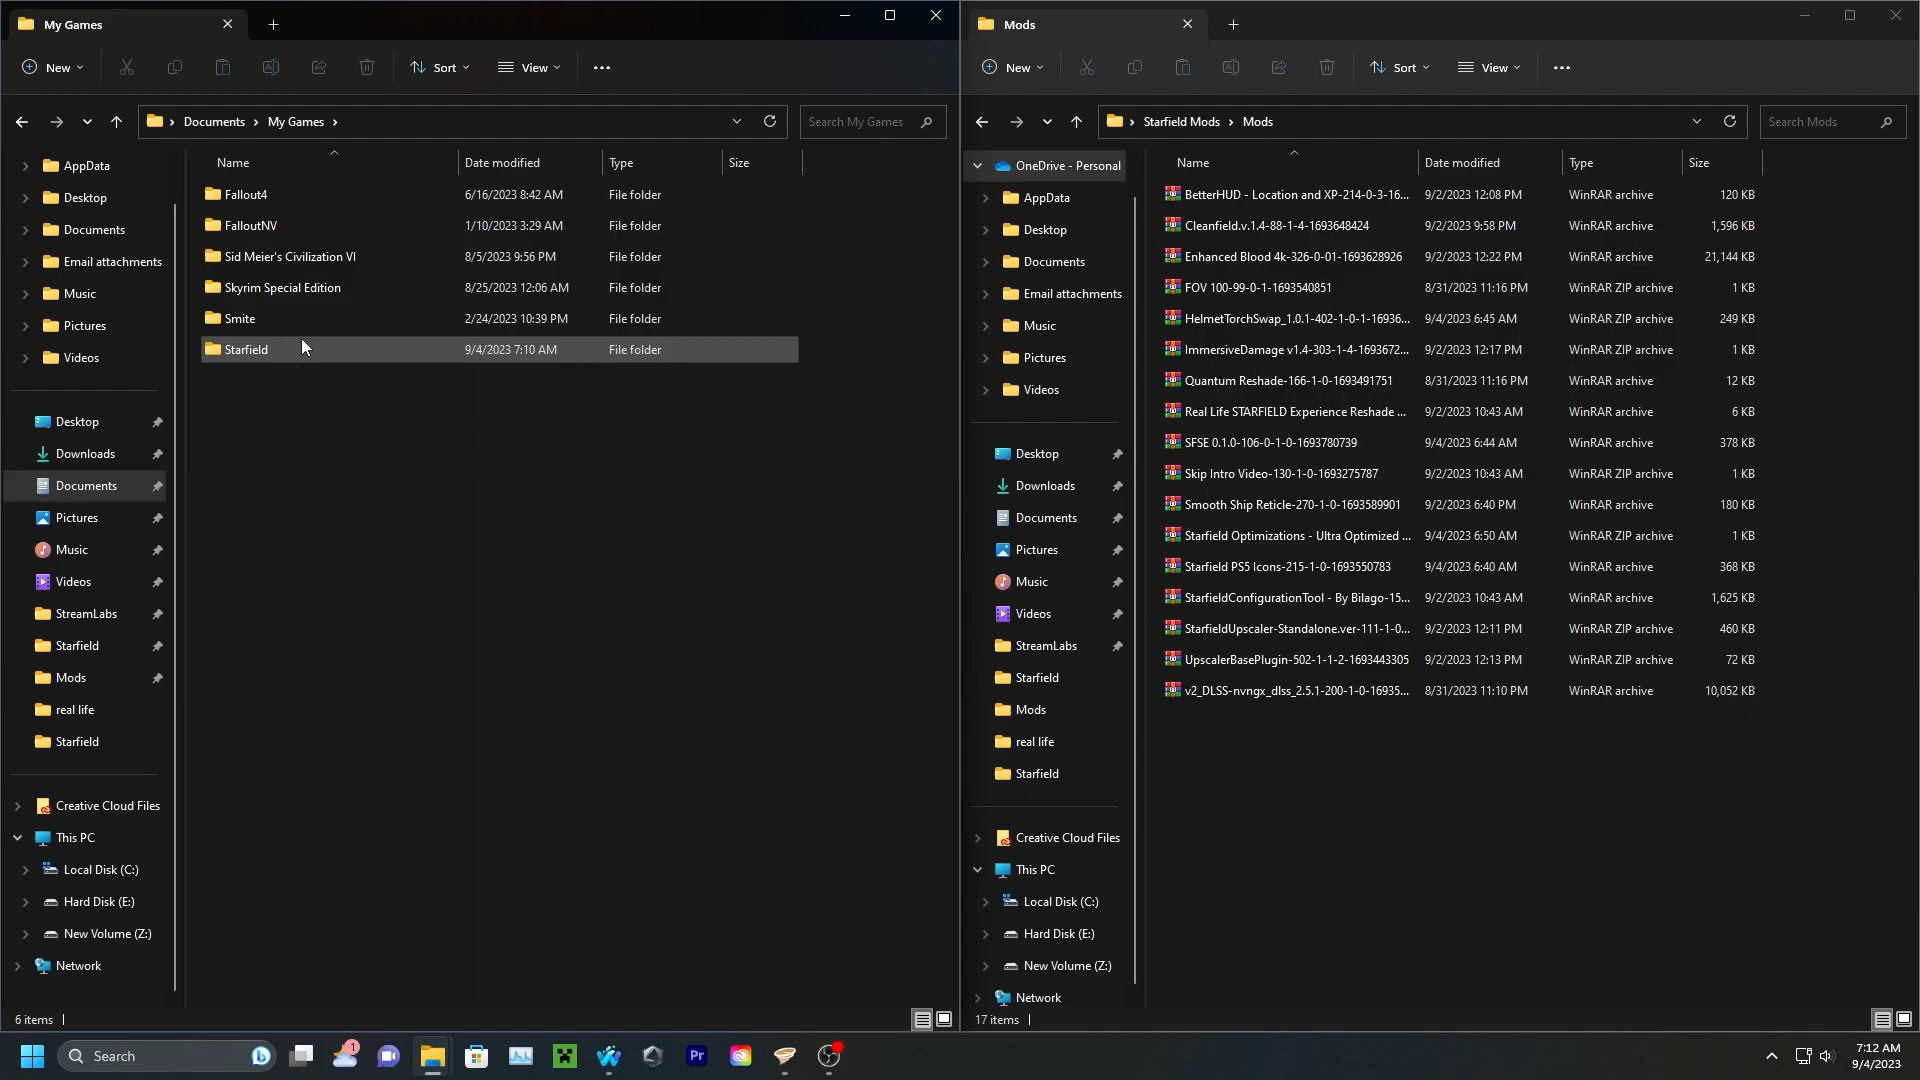 My Games
New
Sort
View
Documents
My Games
Search My Games
Name
Date modified
Type
Size
AppData
Desktop
Documents
Email attachments
Music
Pictures
Videos
Desktop
Downloads
Documents
Pictures
Music
Videos
StreamLabs
Starfield
Mods
real life
Starfield
Creative Cloud Files
This PC
Local Disk (C:)
Hard Disk (E:)
New Volume (Z:)
Network
Fallout4 6/16/2023 8:42 AM File folder
FalloutNV 1/10/2023 3:29 AM File folder
Sid Meier's Civilization VI 8/5/2023 9:56 PM File folder
Skyrim Special Edition 8/25/2023 12:06 AM File folder
Smite 2/24/2023 10:39 PM File folder
Starfield 9/4/2023 7:10 AM File folder
6 items
Mods
New
Sort
View
Starfield Mods
Mods
Search Mods
Name
Date modified
Type
Size
OneDrive - Personal
AppData
Desktop
Documents
Email attachments
Music
Pictures
Videos
Desktop
Downloads
Documents
Pictures
Music
Videos
StreamLabs
Starfield
Mods
real life
Starfield
Creative Cloud Files
This PC
Local Disk (C:)
Hard Disk (E:)
New Volume (Z:)
Network
BetterHUD - Location and XP-214-0-3-16... 9/2/2023 12:08 PM WinRAR archive 120 KB
Cleanfield.v.1.4-88-1-4-1693648424 9/2/2023 9:58 PM WinRAR archive 1,596 KB
Enhanced Blood 4k-326-0-01-1693628926 9/2/2023 12:22 PM WinRAR archive 21,144 KB
FOV 100-99-0-1-1693540851 8/31/2023 11:16 PM WinRAR ZIP archive 1 KB
HelmetTorchSwap_1.0.1-402-1-0-1-16936... 9/4/2023 6:45 AM WinRAR ZIP archive 249 KB
ImmersiveDamage v1.4-303-1-4-1693672... 9/2/2023 12:17 PM WinRAR archive 1 KB
Quantum Reshade-166-1-0-1693491751 8/31/2023 11:16 PM WinRAR archive 12 KB
Real Life STARFIELD Experience Reshade ... 9/2/2023 10:43 AM WinRAR archive 6 KB
SFSE 0.1.0-106-0-1-0-1693780739 9/4/2023 6:44 AM WinRAR archive 378 KB
Skip Intro Video-130-1-0-1693275787 9/2/2023 10:43 AM WinRAR ZIP archive 1 KB
Smooth Ship Reticle-270-1-0-1693589901 9/2/2023 6:40 PM WinRAR archive 180 KB
Starfield Optimizations - Ultra Optimized ... 9/4/2023 6:50 AM WinRAR ZIP archive 1 KB
Starfield PS5 Icons-215-1-0-1693550783 9/4/2023 6:40 AM WinRAR ZIP archive 368 KB
StarfieldConfigurationTool - By Bilago-15... 9/2/2023 10:43 AM WinRAR archive 1,625 KB
StarfieldUpscaler-Standalone.ver-111-1-0... 9/2/2023 12:11 PM WinRAR ZIP archive 460 KB
UpscalerBasePlugin-502-1-1-2-1693443305 9/2/2023 12:13 PM WinRAR ZIP archive 72 KB
v2_DLSS-nvngx_dlss_2.5.1-200-1-0-16935... 8/31/2023 11:10 PM WinRAR archive 10,052 KB
17 items
Search
1
Pr
7:12 AM
9/4/2023